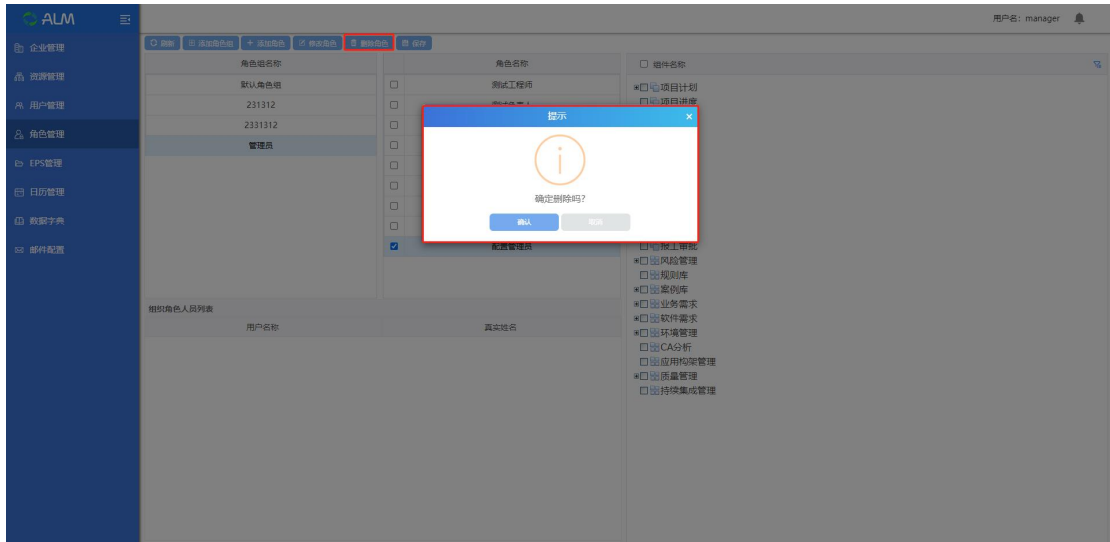 ALM
用户名: manager
企业管理
资源管理
用户管理
角色管理
EPS管理
日历管理
数据字典
邮件配置
刷新 添加角色组 添加角色 修改角色 删除角色 保存
角色组名称
默认角色组
231312
2331312
管理员
角色名称
测试工程师
配置管理员
组织角色人员列表
用户名称
真实姓名
组件名称
项目计划
项目进度
报工审批
风险管理
规则库
案例库
业务需求
软件需求
环境管理
CA分析
应用构架管理
质量管理
持续集成管理
提示
确定删除吗?
确认
取消